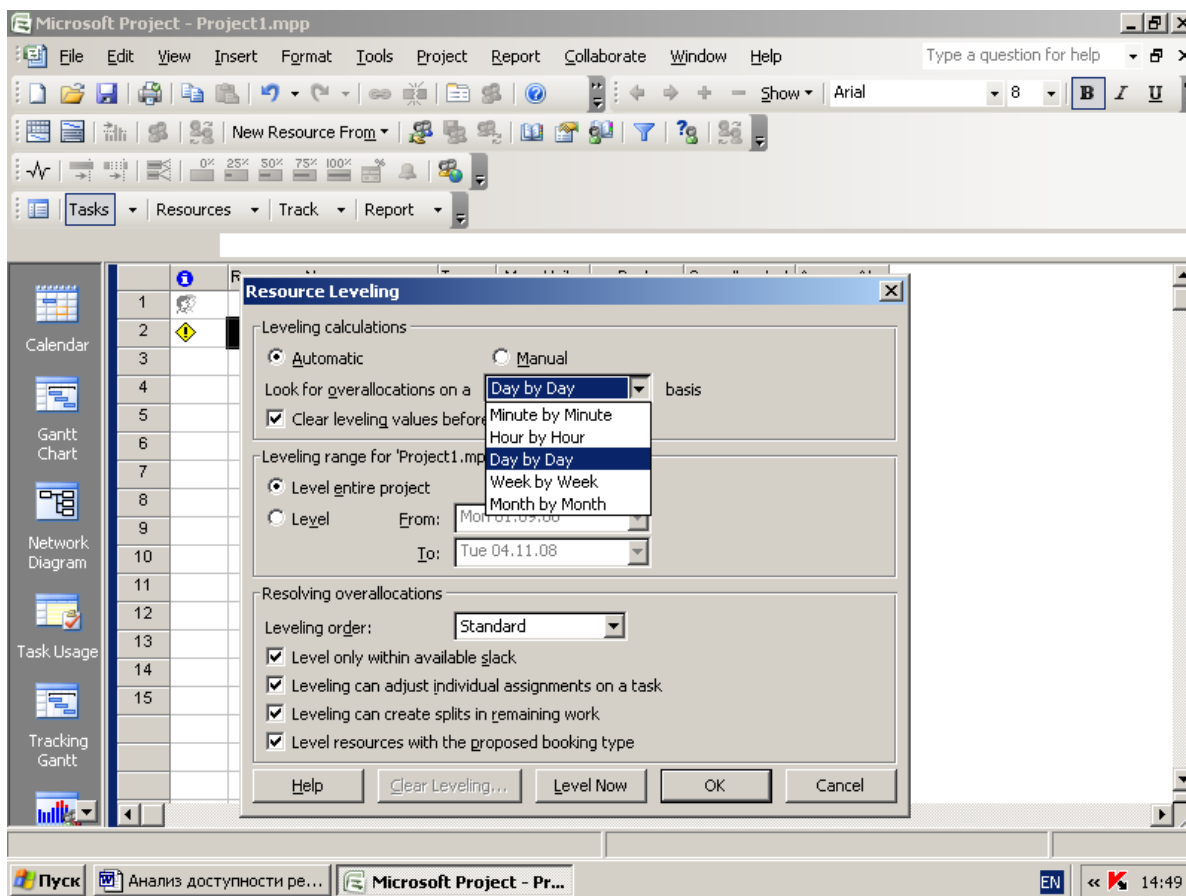 Microsoft Project - Project1.mpp
File Edit View Insert Format Tools Project Report Collaborate Window Help Type a question for help
Show Arial 8 B I U
New Resource From
0% 25% 50% 75% 100%
Tasks Resources Track Report
Resource Leveling
Leveling calculations
Automatic Manual
Look for overallocations on a Day by Day basis
Clear leveling values before
Minute by Minute
Hour by Hour
Day by Day
Week by Week
Month by Month
Leveling range for 'Project1.mp
Level entire project
Level From: Mon
To: Tue 04.11.08
Resolving overallocations
Leveling order: Standard
Level only within available slack
Leveling can adjust individual assignments on a task
Leveling can create splits in remaining work
Level resources with the proposed booking type
Help Clear Leveling... Level Now OK Cancel
Calendar
Gantt
Chart
Network
Diagram
Task Usage
Tracking
Gantt
1
2
3
4
5
6
7
8
9
10
11
12
13
14
15
Пуск Анализ доступности ре... Microsoft Project - Pr... EN « 14:49